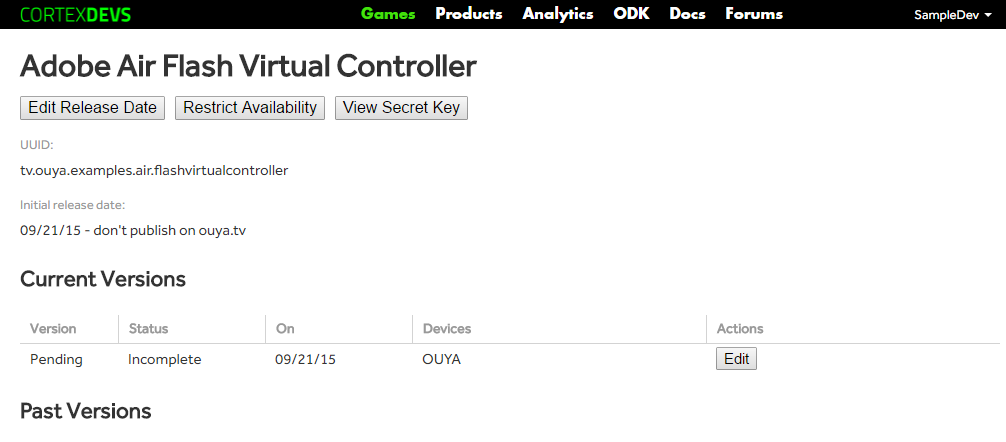 CORTEXDEVS Games Products Analytics ODK Docs Forums SampleDev
Adobe Air Flash Virtual Controller
Edit Release Date Restrict Availability View Secret Key
UUID:
tv.ouya.examples.air.flashvirtualcontroller
Initial release date:
09/21/15 - don't publish on ouya.tv
Current Versions
Version Status On Devices Actions
Pending Incomplete 09/21/15 OUYA Edit
Past Versions